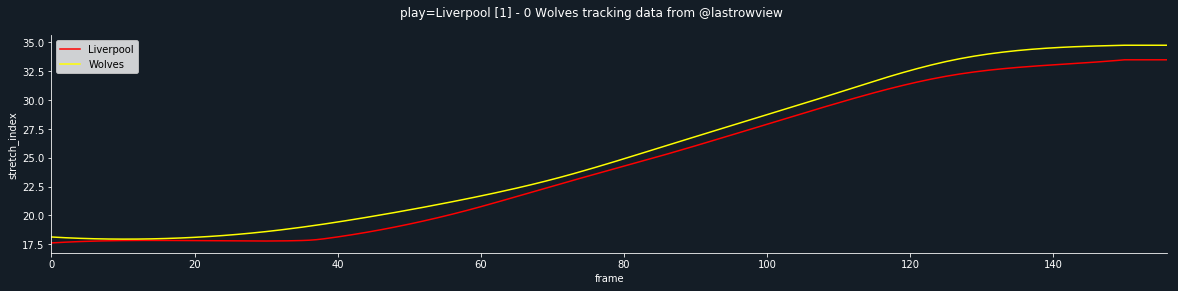 play=Liverpool [1] - 0 Wolves tracking data from @lastrowview
35.0
32.5
30.0
27.5
25.0
22.5
20.0
17.5
stretch_index
Liverpool
Wolves
0 20 40 60 80 100 120 140
frame